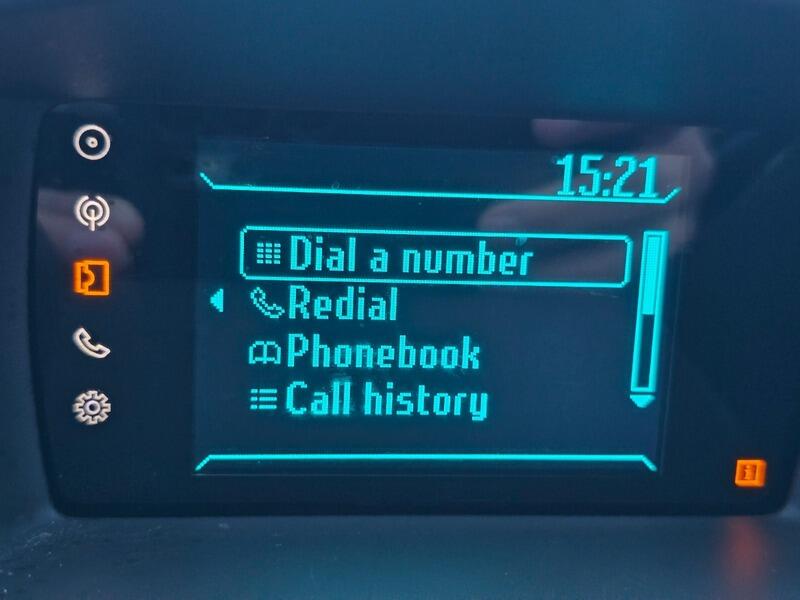 15:21
Dial a number
Redial
Phonebook
Call history
i